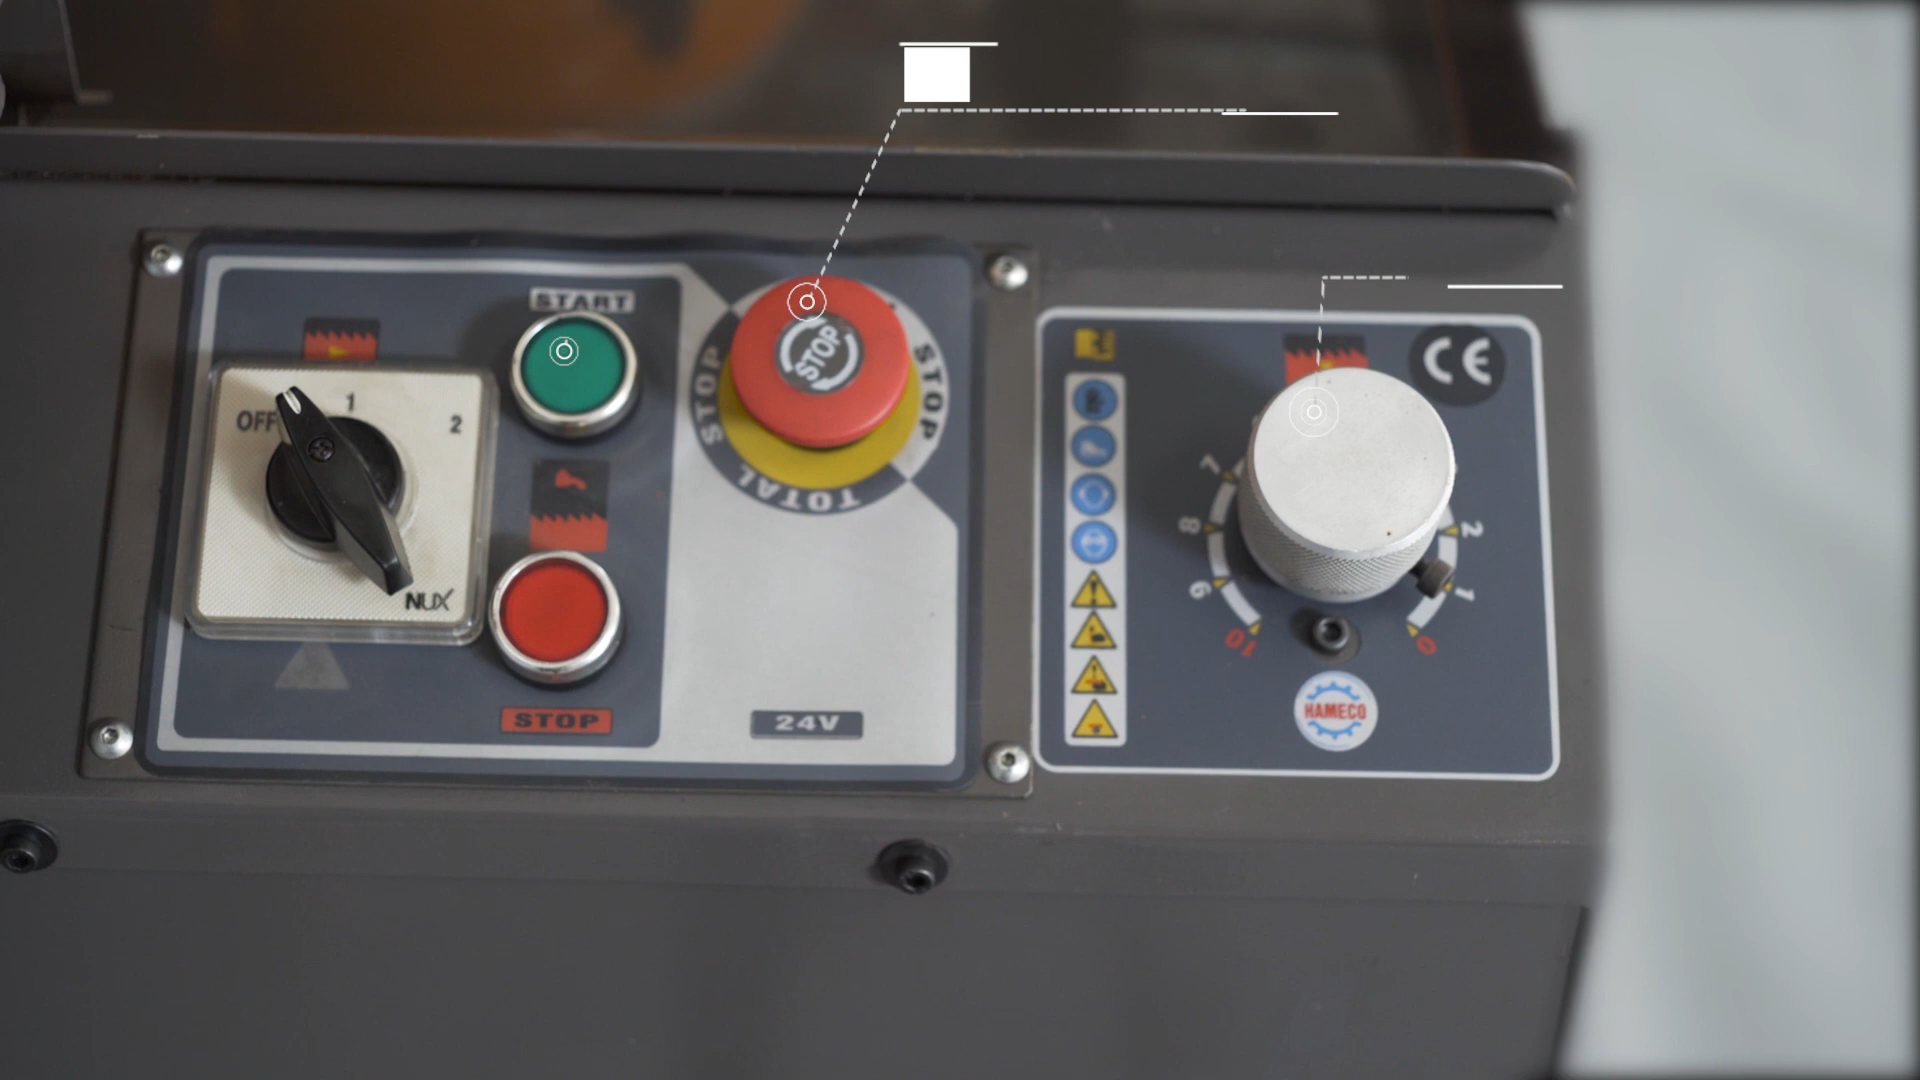 START
OFF
1
2
NUX
STOP
STOP
STOP
STOP
TOTAL
24V
CE
7
8
9
10
2
1
0
HAMECO